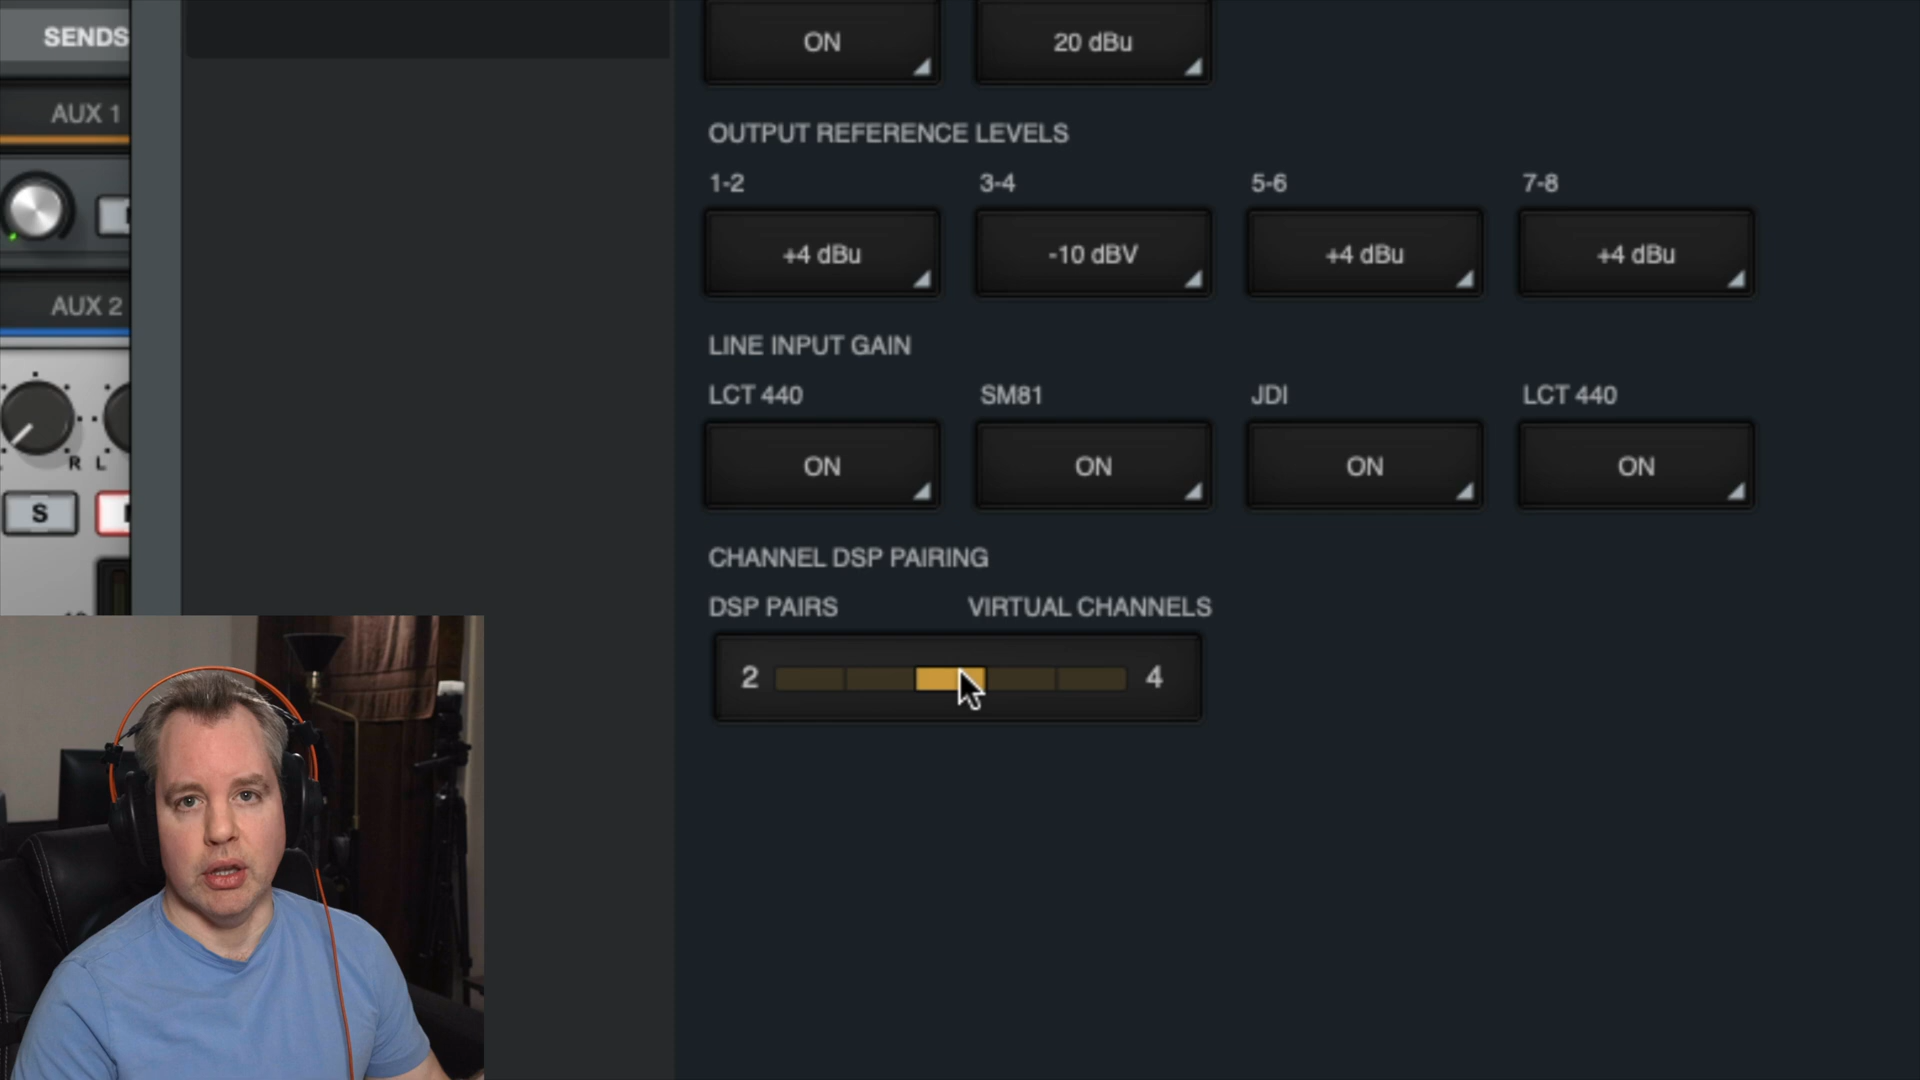 SENDS
AUX 1
AUX 2
R L
S
ON
20 dBu
OUTPUT REFERENCE LEVELS
1-2
3-4
5-6
7-8
+4 dBu
-10 dBV
+4 dBu
+4 dBu
LINE INPUT GAIN
LCT 440
SM81
JDI
LCT 440
ON
ON
ON
ON
CHANNEL DSP PAIRING
DSP PAIRS
VIRTUAL CHANNELS
2
4